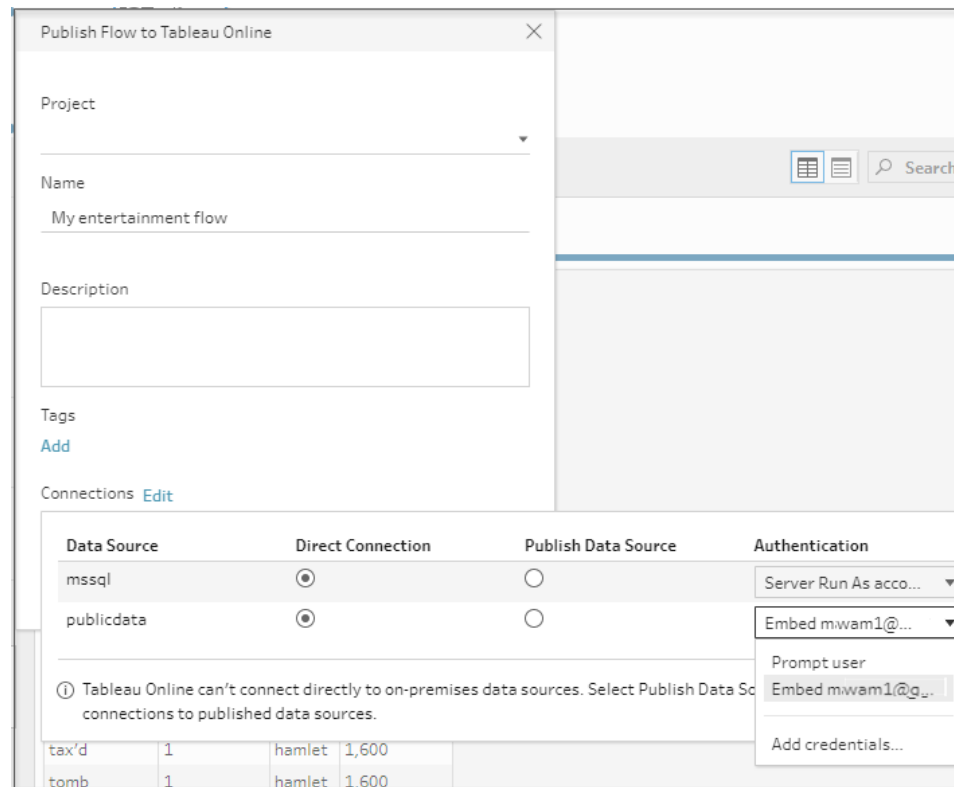 Publish Flow to Tableau Online
Project
Search
Name
My entertainment flow
Description
Tags
Add
Connections Edit
Data Source Direct Connection Publish Data Source Authentication
mssql Server Run As acco...
publicdata Embed m.wam1@...
Prompt user
Embed m.wam1@g...
Add credentials...
Tableau Online can't connect directly to on-premises data sources. Select Publish Data Sc
connections to published data sources.
tax'd 1 hamlet 1,600
tomb 1 hamlet 1,600